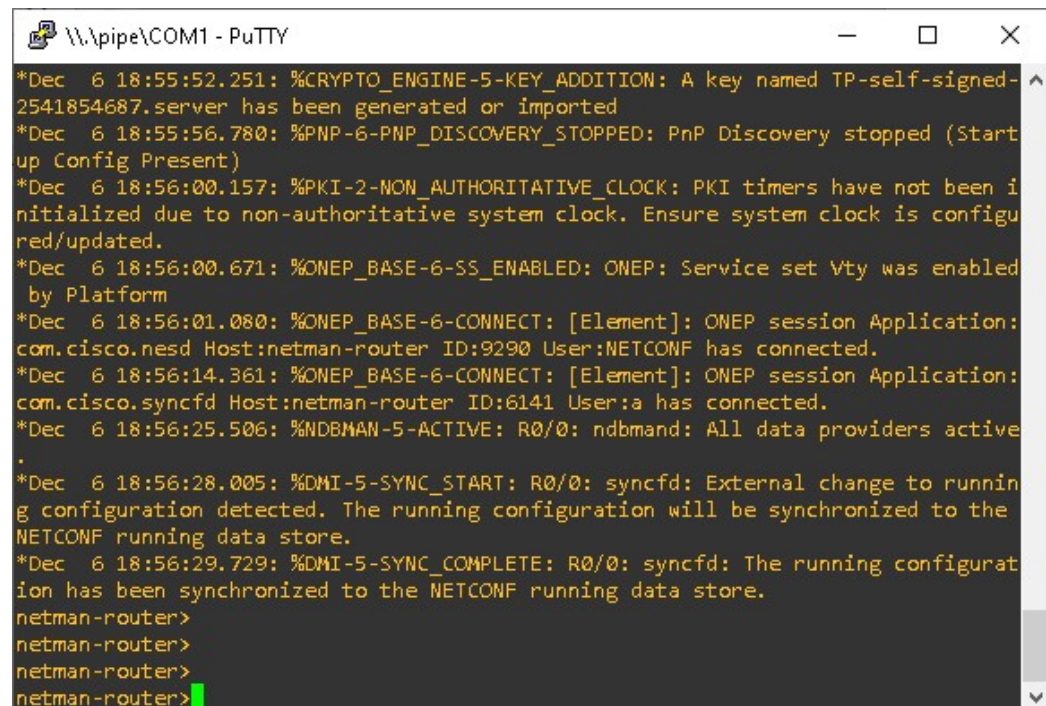 \\.\pipe\COM1 - PuTTY
*Dec  6 18:55:52.251: %CRYPTO_ENGINE-5-KEY_ADDITION: A key named TP-self-signed-
2541854687.server has been generated or imported
*Dec  6 18:55:56.780: %PNP-6-PNP_DISCOVERY_STOPPED: PnP Discovery stopped (Start
up Config Present)
*Dec  6 18:56:00.157: %PKI-2-NON_AUTHORITATIVE_CLOCK: PKI timers have not been i
nitialized due to non-authoritative system clock. Ensure system clock is configu
red/updated.
*Dec  6 18:56:00.671: %ONEP_BASE-6-SS_ENABLED: ONEP: Service set Vty was enabled
 by Platform
*Dec  6 18:56:01.080: %ONEP_BASE-6-CONNECT: [Element]: ONEP session Application:
com.cisco.nesd Host:netman-router ID:9290 User:NETCONF has connected.
*Dec  6 18:56:14.361: %ONEP_BASE-6-CONNECT: [Element]: ONEP session Application:
com.cisco.syncfd Host:netman-router ID:6141 User:a has connected.
*Dec  6 18:56:25.506: %NDBMAN-5-ACTIVE: R0/0: ndbmand: All data providers active
.
*Dec  6 18:56:28.005: %DMI-5-SYNC_START: R0/0: syncfd: External change to runnin
g configuration detected. The running configuration will be synchronized to the
NETCONF running data store.
*Dec  6 18:56:29.729: %DMI-5-SYNC_COMPLETE: R0/0: syncfd: The running configurat
ion has been synchronized to the NETCONF running data store.
netman-router>
netman-router>
netman-router>
netman-router>